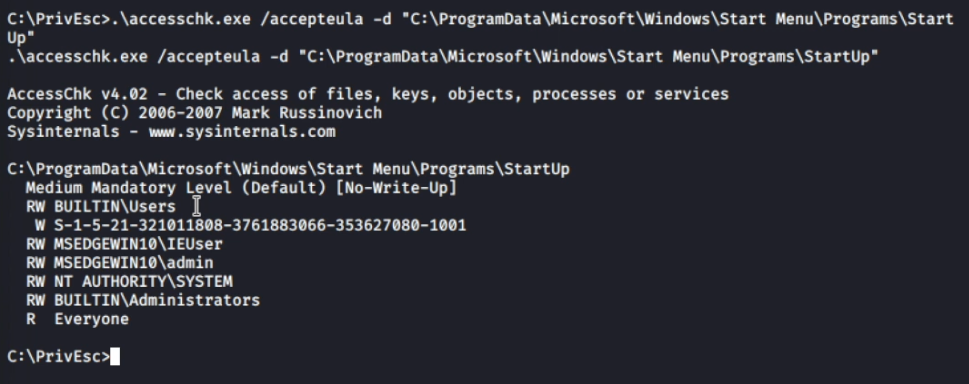 C:\PrivEsc>.\accesschk.exe /accepteula -d "C:\ProgramData\Microsoft\Windows\Start Menu\Programs\Start
Up"
.\accesschk.exe /accepteula -d "C:\ProgramData\Microsoft\Windows\Start Menu\Programs\StartUp"
AccessChk v4.02 - Check access of files, keys, objects, processes or services
Copyright (C) 2006-2007 Mark Russinovich
Sysinternals - www.sysinternals.com
C:\ProgramData\Microsoft\Windows\Start Menu\Programs\StartUp
  Medium Mandatory Level (Default) [No-Write-Up]
  RW BUILTIN\Users
   W S-1-5-21-321011808-3761883066-353627080-1001
  RW MSEDGEWIN10\IEUser
  RW MSEDGEWIN10\admin
  RW NT AUTHORITY\SYSTEM
  RW BUILTIN\Administrators
  R  Everyone
C:\PrivEsc>